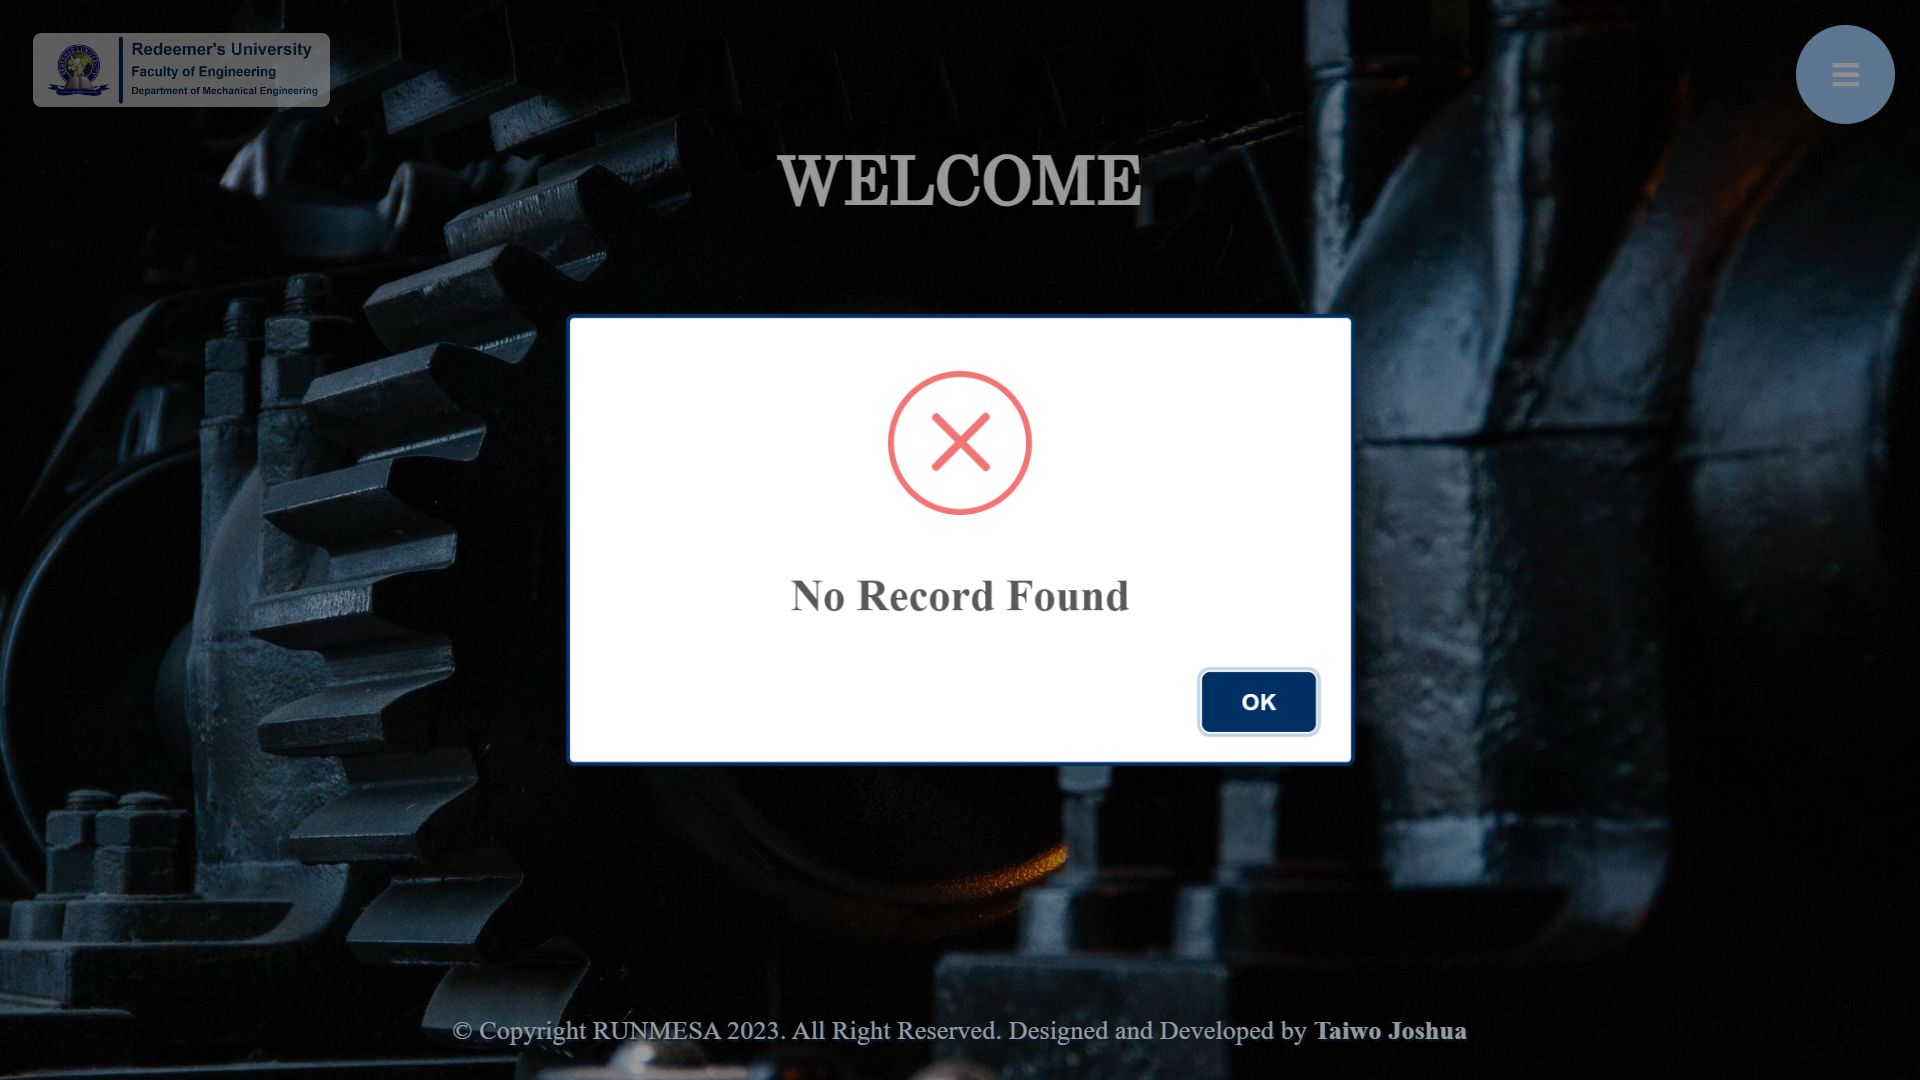 Redeemer's University
Faculty of Engineering
Department of Mechanical Engineering
WELCOME
No Record Found
OK
© Copyright RUNMESA 2023. All Right Reserved. Designed and Developed by Taiwo Joshua